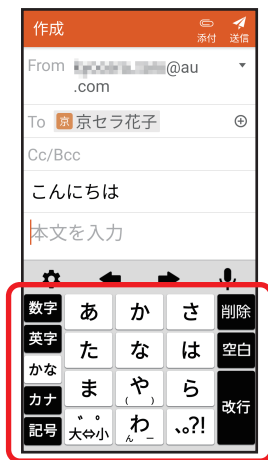 作成
添付 送信
From @au
.com
To 京 京セラ花子
Cc/Bcc
こんにちは
本文を入力
数字 あ か さ 削除
英字 た な は 空白
かな
カナ ま や ( ) ら 改行
記号 ゛゜大⇔小 わ ん ー 、。?!